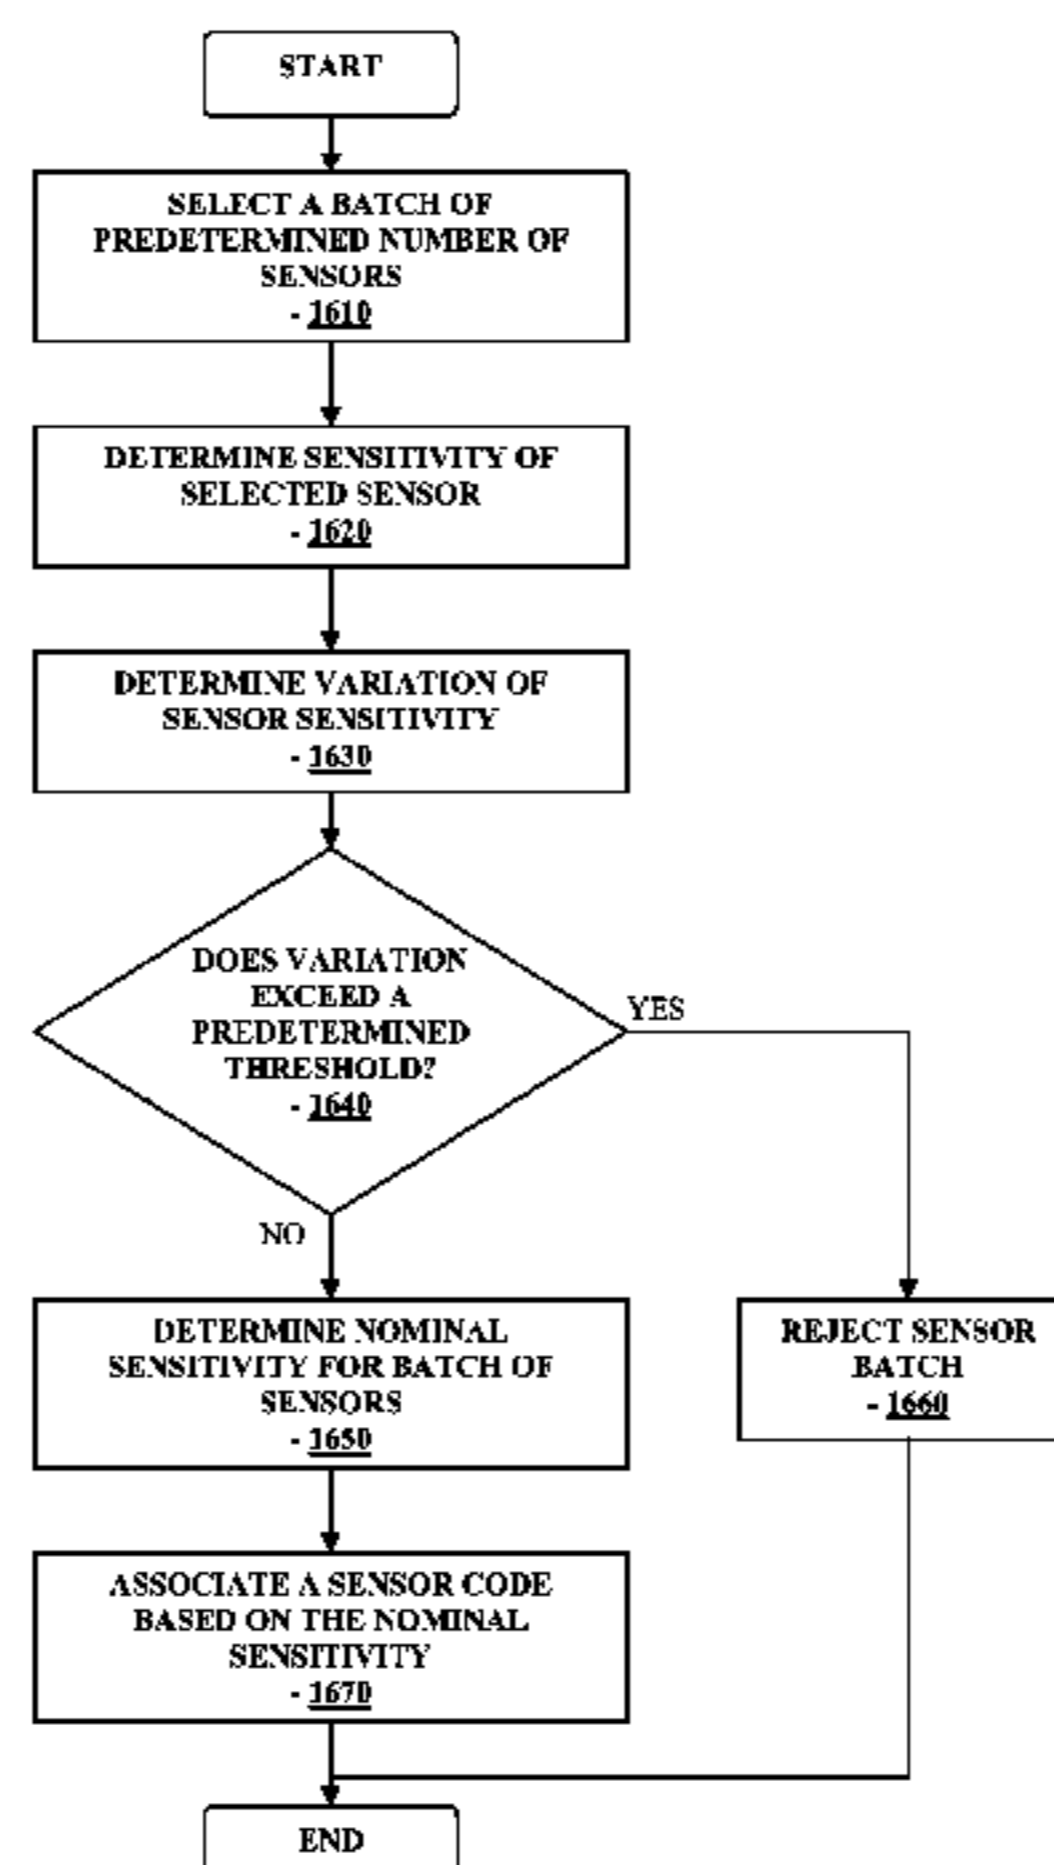 START
SELECT A BATCH OF
PREDETERMINED NUMBER OF
SENSORS
- 1610
DETERMINE SENSITIVITY OF
SELECTED SENSOR
- 1620
DETERMINE VARIATION OF
SENSOR SENSITIVITY
- 1630
DOES VARIATION
EXCEED A
PREDETERMINED
THRESHOLD?
- 1640
YES
NO
DETERMINE NOMINAL
SENSITIVITY FOR BATCH OF
SENSORS
- 1650
REJECT SENSOR
BATCH
- 1660
ASSOCIATE A SENSOR CODE
BASED ON THE NOMINAL
SENSITIVITY
- 1670
END